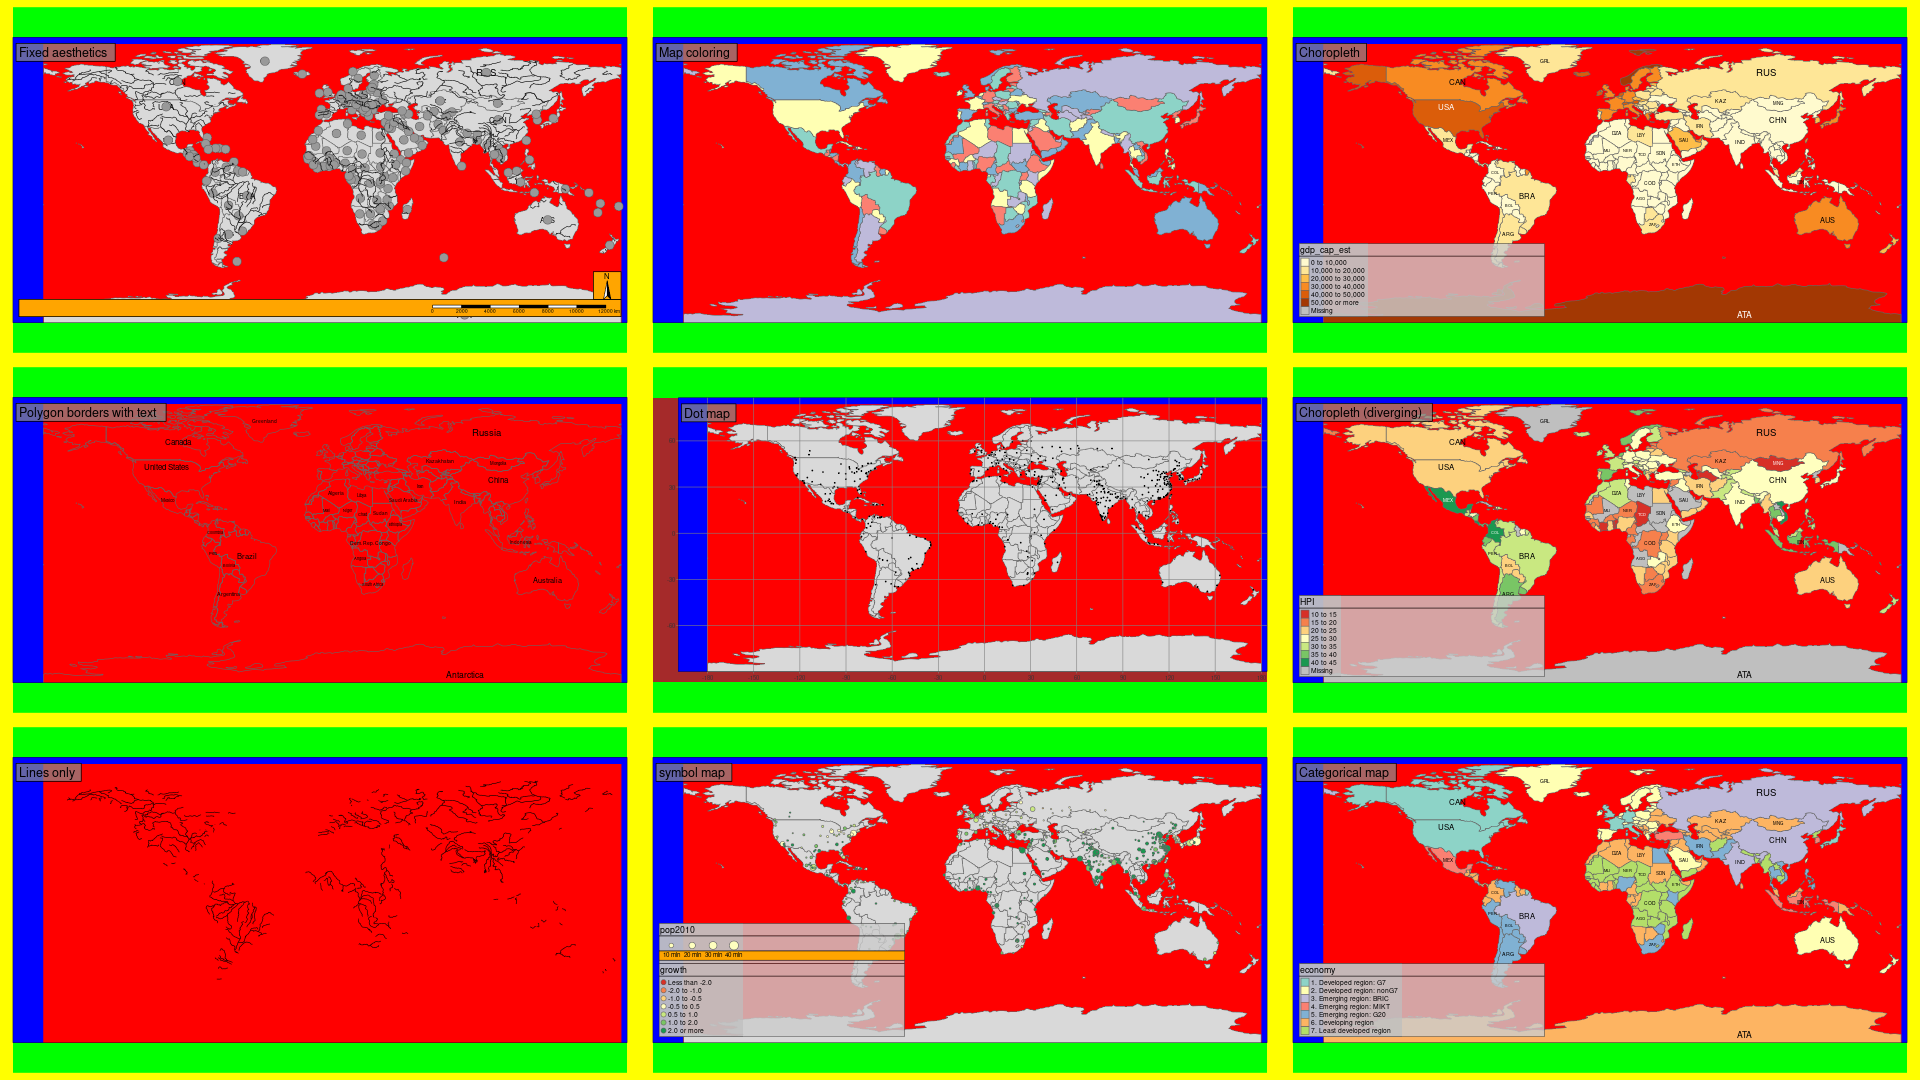 Fixed aesthetics
N
0 2000 4000 6000 8000 10000 12000 km
Map coloring
Choropleth
GRL
RUS
CAN
USA
KAZ
MNG
CHN
MEX
DZA
LBY
IRN
SAU
IND
MLI
NER
TCD
SDN
ETH
COL
COD
PER
BRA
AGO
BOL
ZAF
AUS
ARG
gdp_cap_est
0 to 10,000
10,000 to 20,000
20,000 to 30,000
30,000 to 40,000
40,000 to 50,000
50,000 or more
Missing
ATA
Polygon borders with text
Greenland
Russia
Canada
United States
Kazakhstan
Mongolia
China
Mexico
Algeria
Libya
Saudi Arabia
India
Brazil
Dem. Rep. Congo
Indonesia
Australia
Argentina
Antarctica
Dot map
Choropleth (diverging)
GRL
RUS
CAN
USA
KAZ
MNG
CHN
MEX
DZA
LBY
IRN
SAU
IND
MLI
NER
TCD
SDN
ETH
COL
COD
PER
BRA
AGO
BOL
ZAF
AUS
ARG
HPI
10 to 15
15 to 20
20 to 25
25 to 30
30 to 35
35 to 40
40 to 45
Missing
ATA
Lines only
symbol map
pop2010
10 mln 20 mln 30 mln 40 mln
growth
Less than -2.0
-2.0 to -1.0
-1.0 to -0.5
-0.5 to 0.5
0.5 to 1.0
1.0 to 2.0
2.0 or more
Categorical map
GRL
RUS
CAN
USA
KAZ
MNG
CHN
MEX
DZA
LBY
IRN
SAU
IND
MLI
NER
TCD
SDN
ETH
COL
COD
PER
BRA
AGO
BOL
ZAF
AUS
ARG
economy
1. Developed region: G7
2. Developed region: nonG7
3. Emerging region: BRIC
4. Emerging region: MIKT
5. Emerging region: G20
6. Developing region
7. Least developed region
ATA